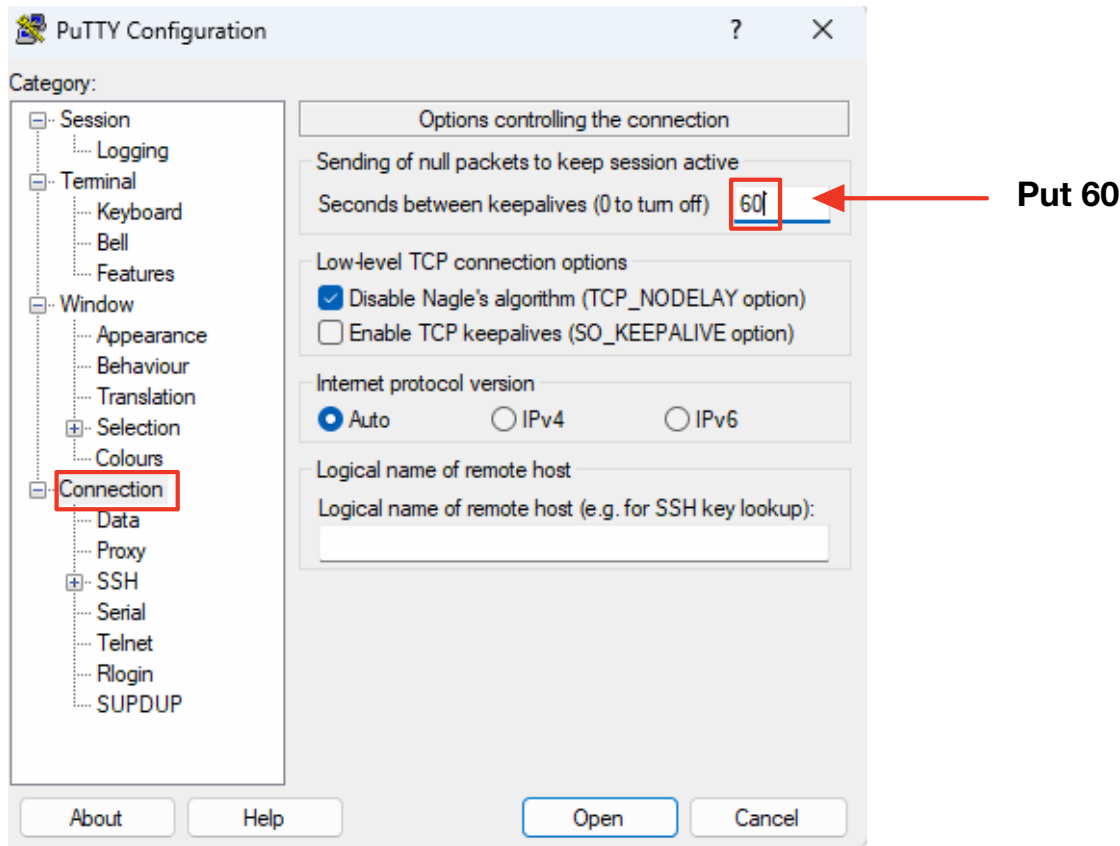 PuTTY Configuration
?
Category:
Session
Logging
Terminal
Keyboard
Bell
Features
Window
Appearance
Behaviour
Translation
Selection
Colours
Connection
Data
Proxy
SSH
Serial
Telnet
Rlogin
SUPDUP
Options controlling the connection
Sending of null packets to keep session active
Seconds between keepalives (0 to turn off) 60
Put 60
Low-level TCP connection options
Disable Nagle's algorithm (TCP_NODELAY option)
Enable TCP keepalives (SO_KEEPALIVE option)
Internet protocol version
Auto IPv4 IPv6
Logical name of remote host
Logical name of remote host (e.g. for SSH key lookup):
About Help Open Cancel